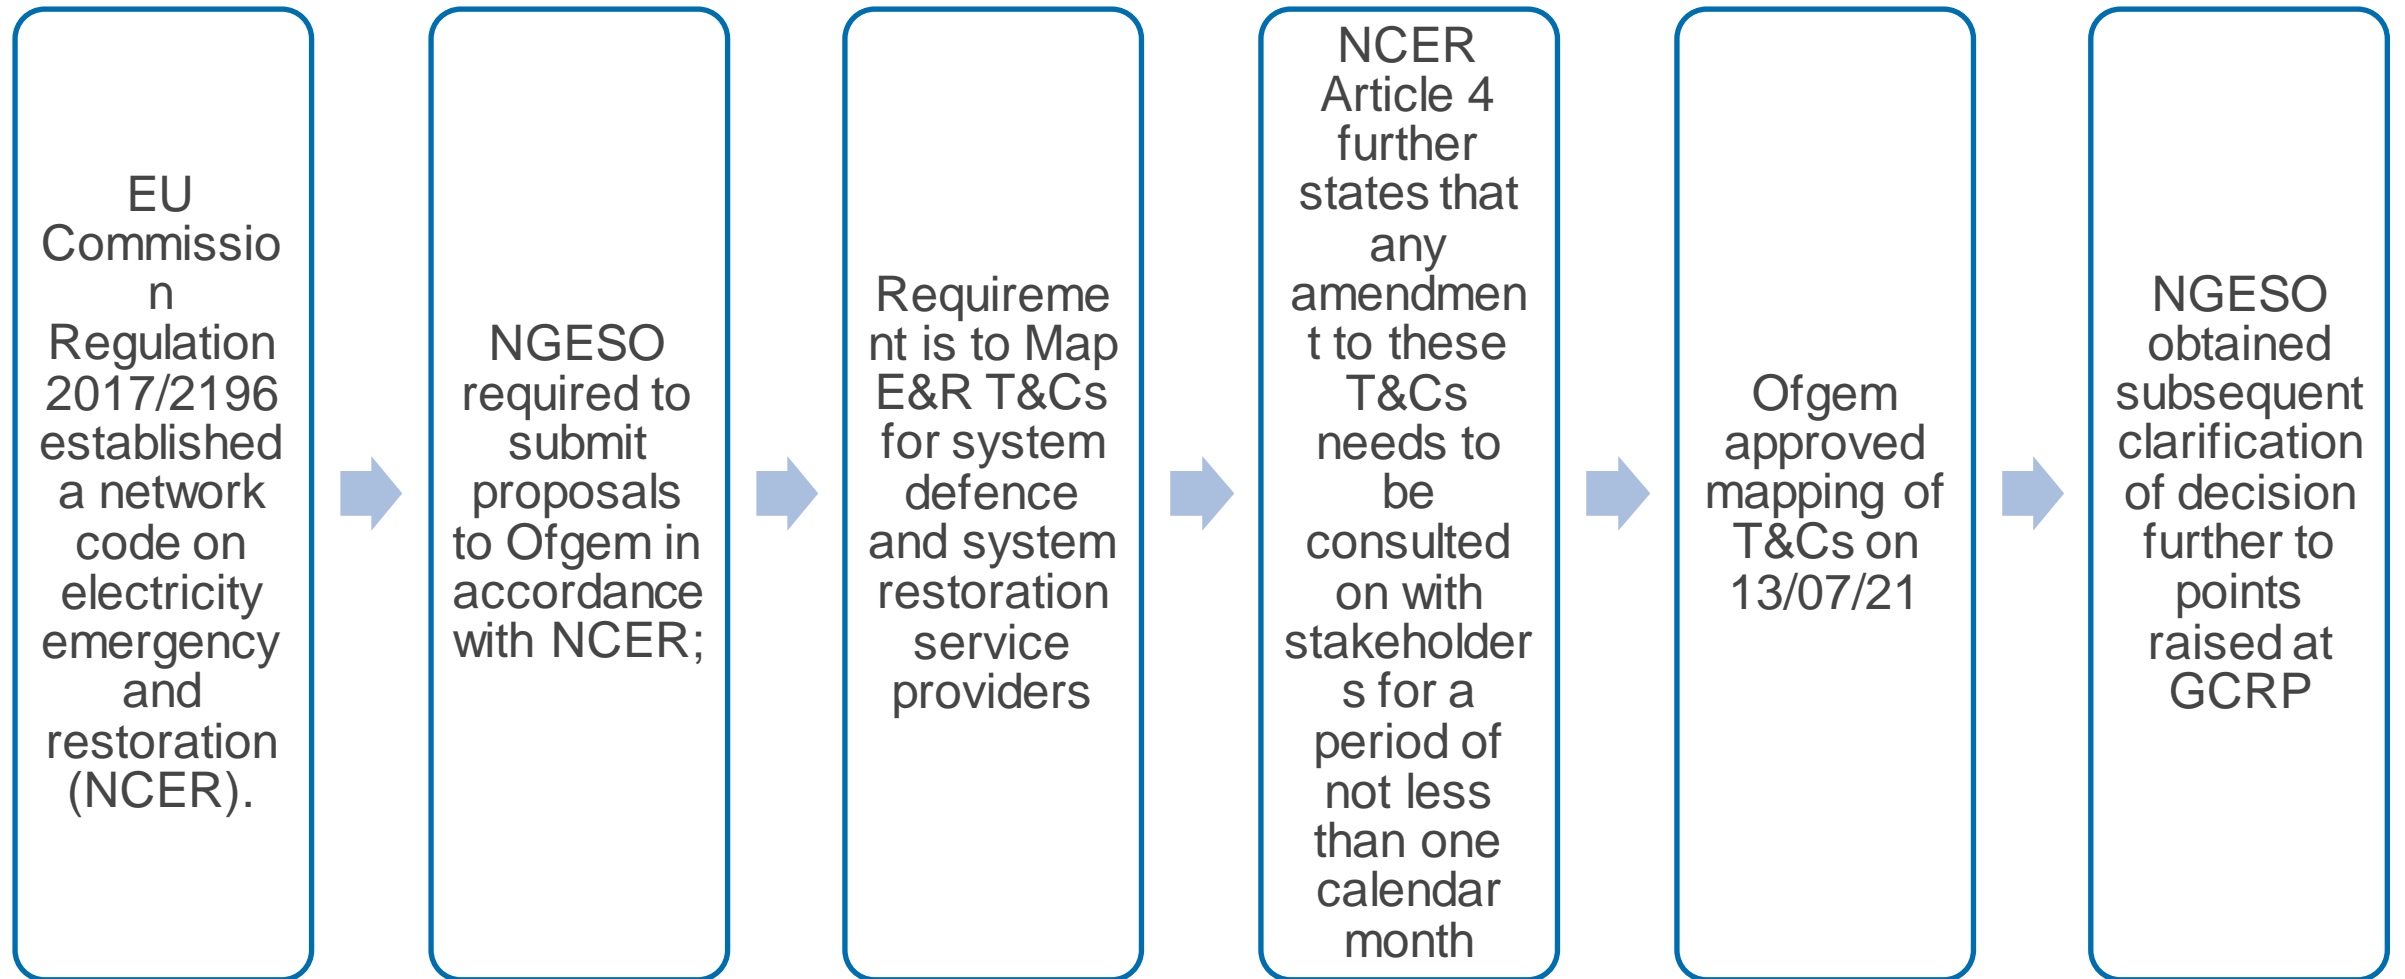 EU
Commissio
n
Regulation
2017/2196
established
a network
code on
electricity
emergency
and
restoration
(NCER).
NGESO
required to
submit
proposals
to Ofgem in
accordance
with NCER;
Requireme
nt is to Map
E&R T&Cs
for system
defence
and system
restoration
service
providers
NCER
Article 4
further
states that
any
amendmen
t to these
T&Cs
needs to
be
consulted
on with
stakeholder
s for a
period of
not less
than one
calendar
month
Ofgem
approved
mapping of
T&Cs on
13/07/21
NGESO
obtained
subsequent
clarification
of decision
further to
points
raised at
GCRP